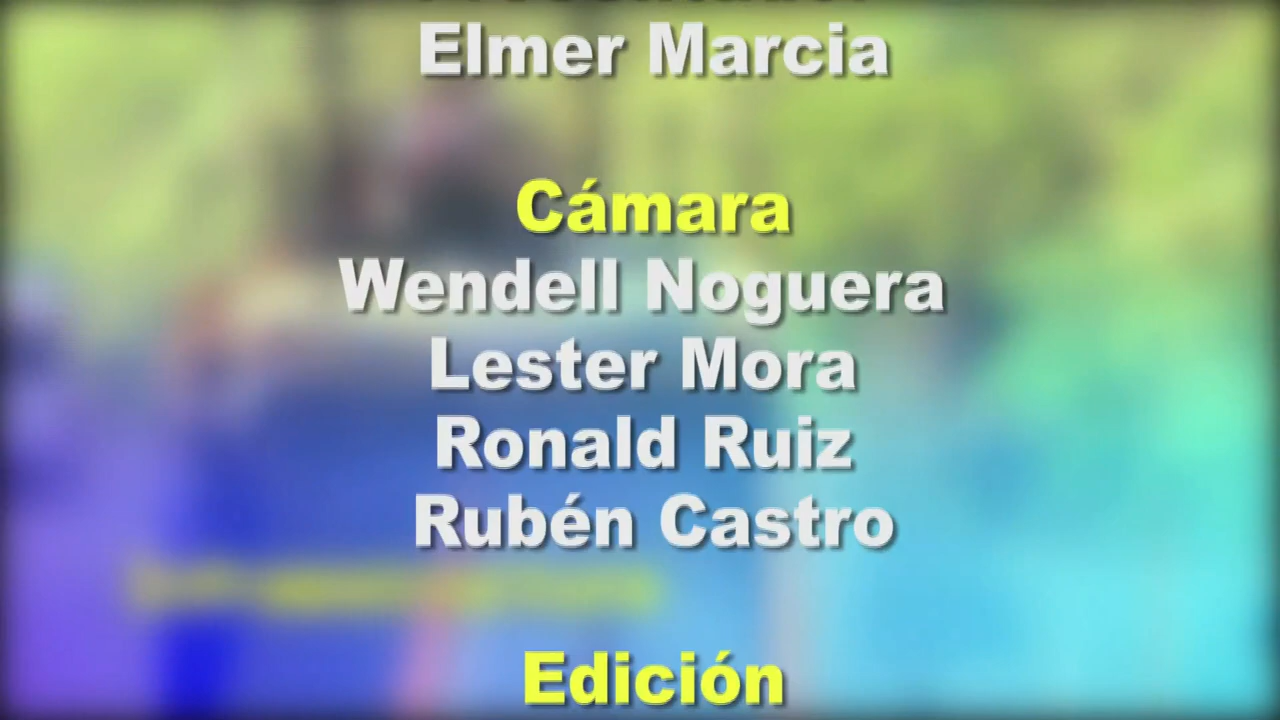 Elmer Marcia
Cámara
Wendell Noguera
Lester Mora
Ronald Ruiz
Rubén Castro
Edición